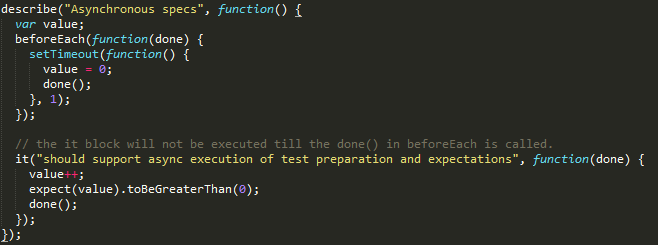 describe("Asynchronous specs", function() {
  var value;
  beforeEach(function(done) {
    setTimeout(function() {
      value = 0;
      done();
    }, 1);
  });

  // the it block will not be executed till the done() in beforeEach is called.
  it("should support async execution of test preparation and expectations", function(done) {
    value++;
    expect(value).toBeGreaterThan(0);
    done();
  });
});